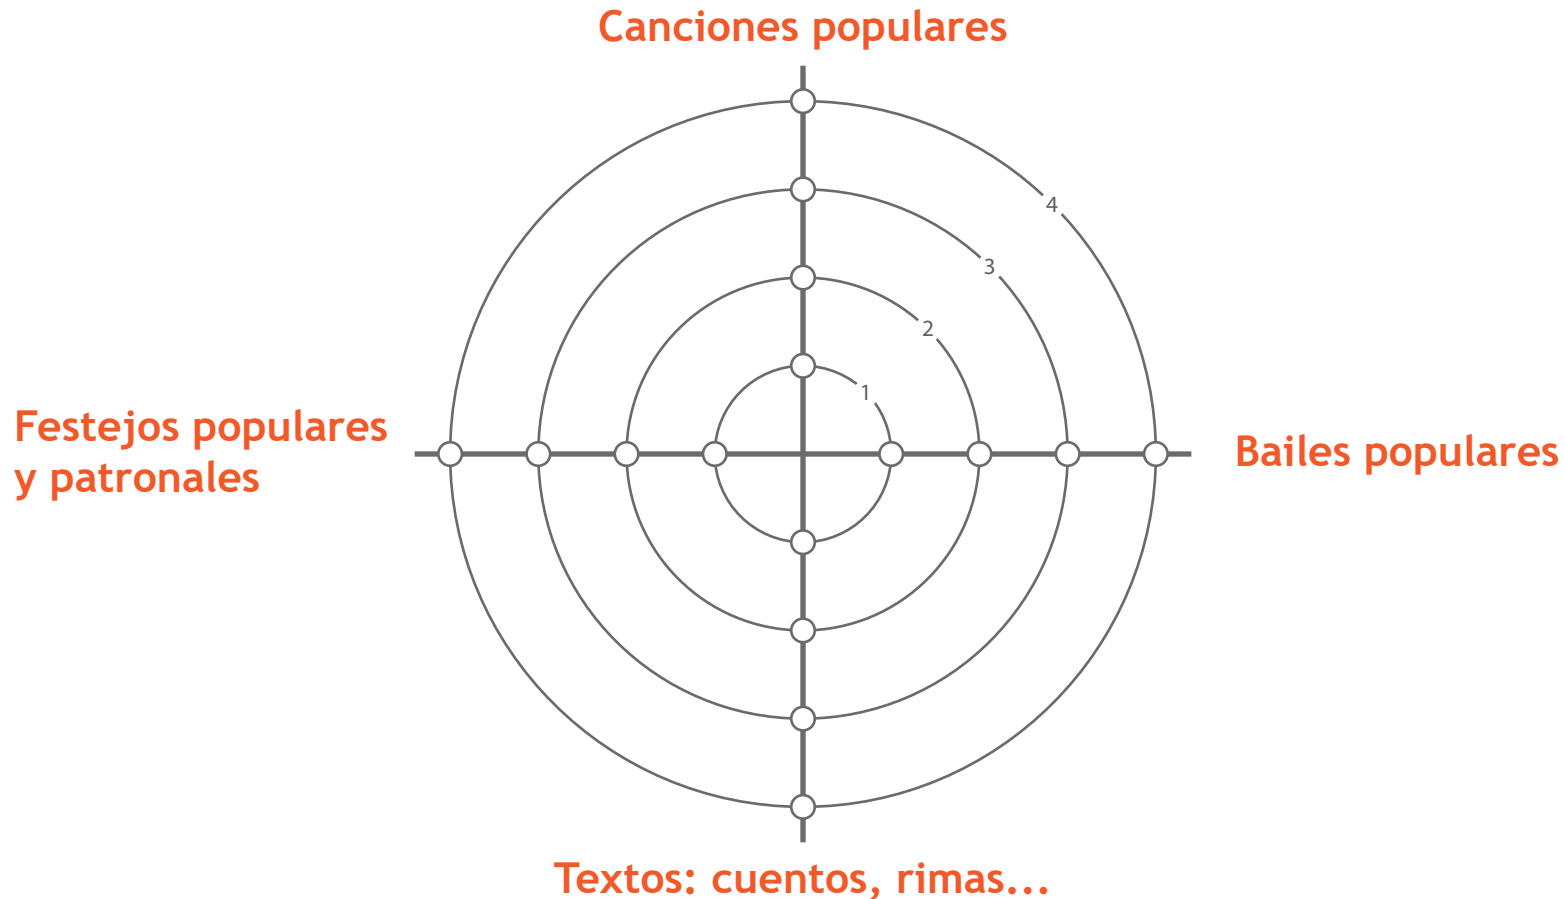 Canciones populares
4
3
2
1
Festejos populares
y patronales
Bailes populares
Textos: cuentos, rimas...